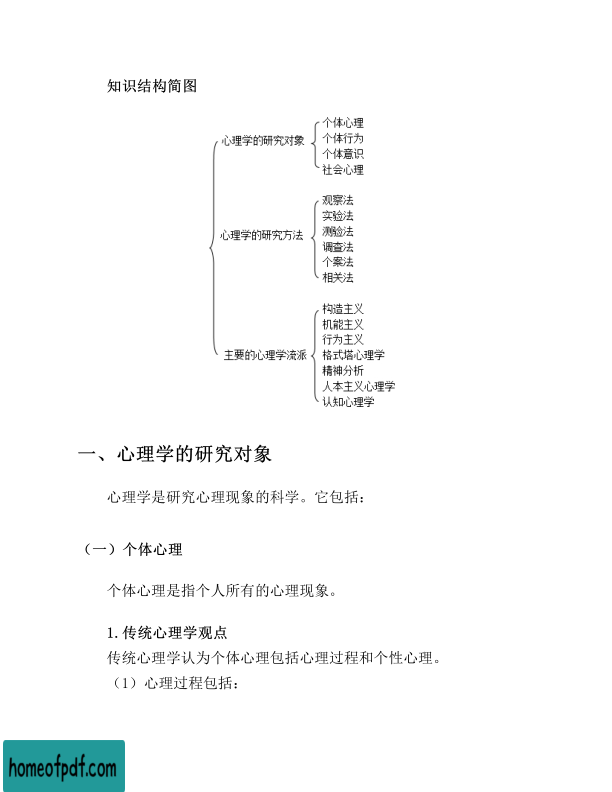 知识结构简图
心理学的研究对象
个体心理
个体行为
个体意识
社会心理
心理学的研究方法
观察法
实验法
测验法
调查法
个案法
相关法
主要的心理学流派
构造主义
机能主义
行为主义
格式塔心理学
精神分析
人本主义心理学
认知心理学
一、心理学的研究对象
心理学是研究心理现象的科学。它包括：
（一）个体心理
个体心理是指个人所有的心理现象。
1.传统心理学观点
传统心理学认为个体心理包括心理过程和个性心理。
（1）心理过程包括：
homeofpdf.com